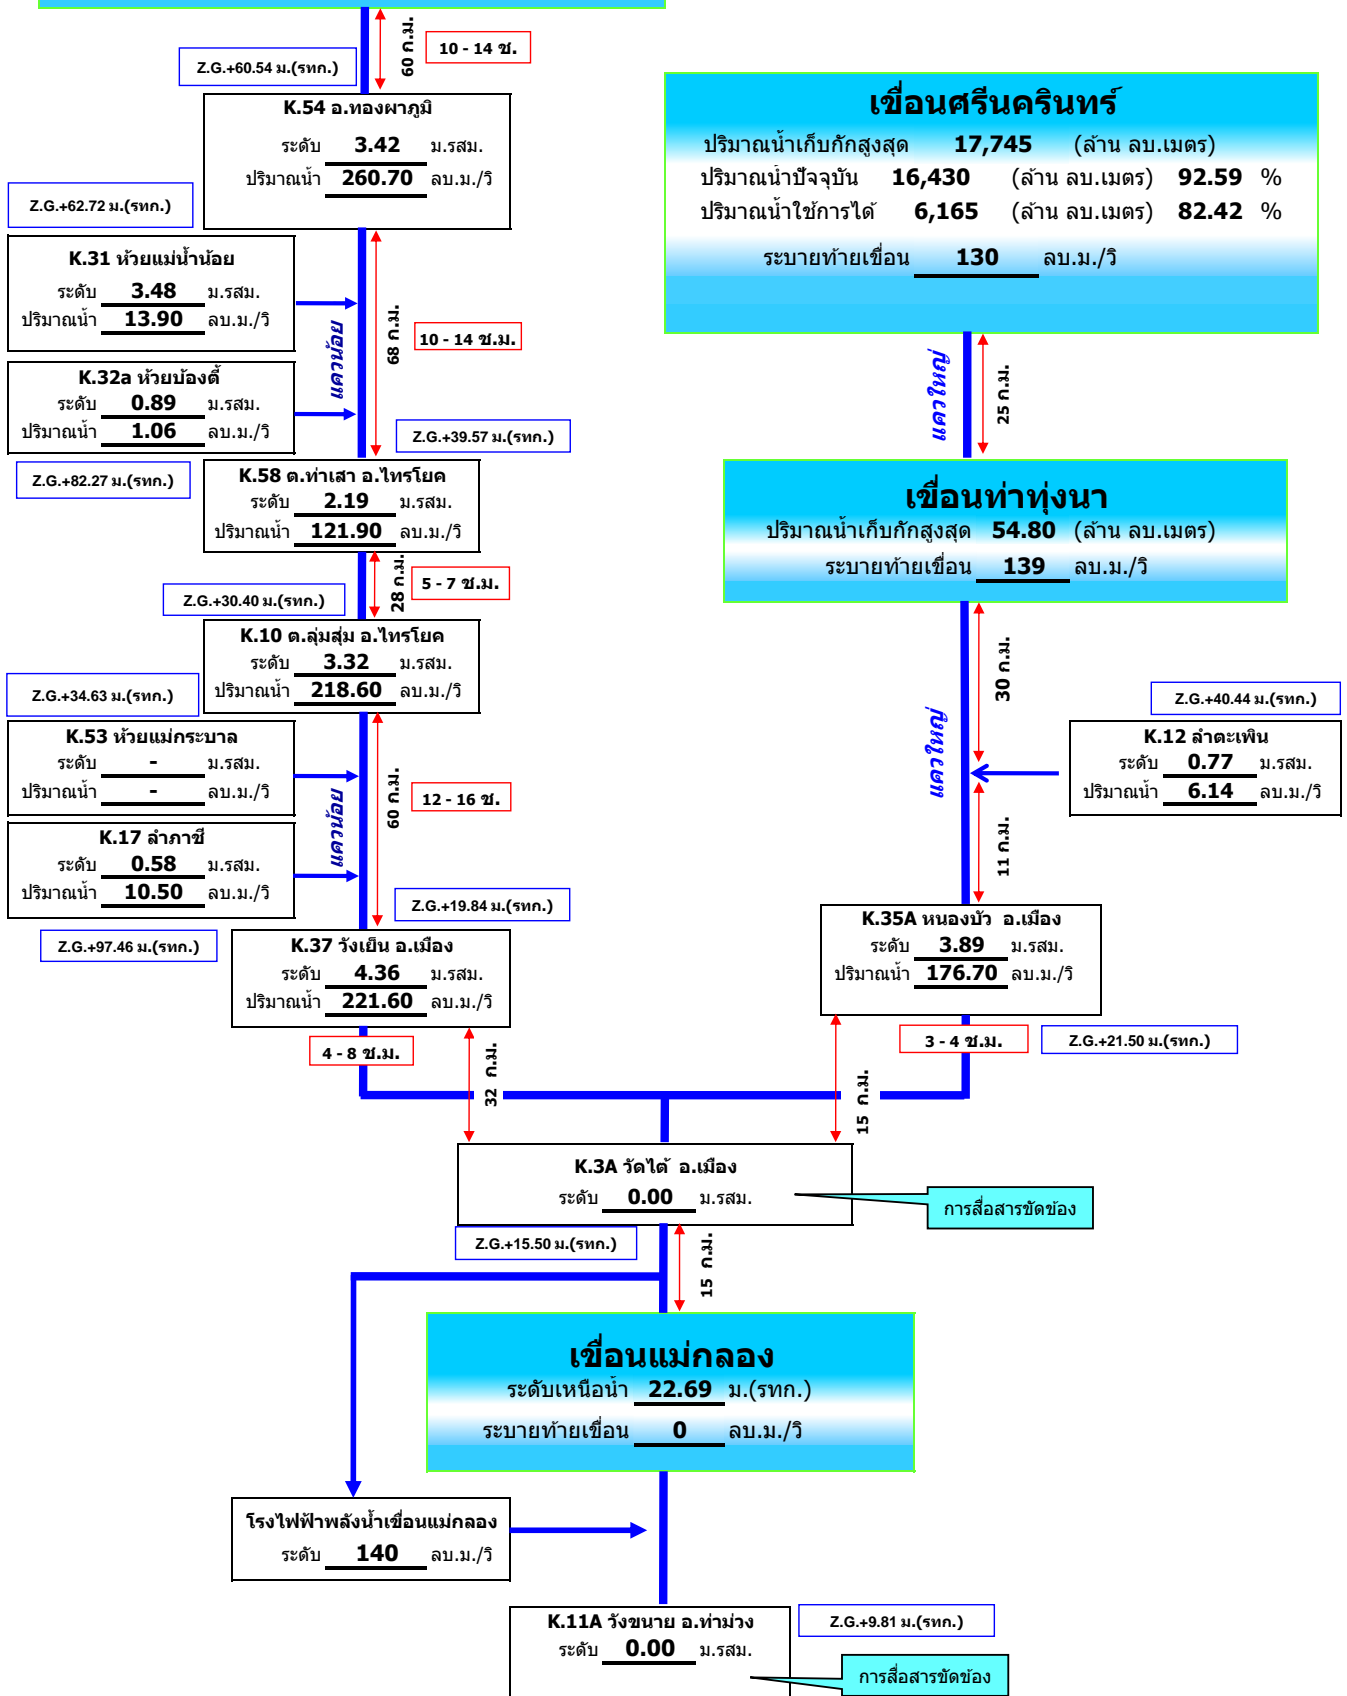 60 ก.ม.
10 - 14 ช.
Z.G.+60.54 ม.(รทก.)
K.54 อ.ทองผาภูมิ
ระดับ 3.42 ม.รสม.
ปริมาณน้ำ 260.70 ลบ.ม./วิ
เขื่อนศรีนครินทร์
ปริมาณน้ำเก็บกักสูงสุด 17,745 (ล้าน ลบ.เมตร)
ปริมาณน้ำปัจจุบัน 16,430 (ล้าน ลบ.เมตร) 92.59 %
ปริมาณน้ำใช้การได้ 6,165 (ล้าน ลบ.เมตร) 82.42 %
ระบายท้ายเขื่อน 130 ลบ.ม./วิ
Z.G.+62.72 ม.(รทก.)
K.31 ห้วยแม่น้ำน้อย
ระดับ 3.48 ม.รสม.
ปริมาณน้ำ 13.90 ลบ.ม./วิ
แควน้อย
68 ก.ม.
10 - 14 ช.ม.
K.32a ห้วยบ้องตี้
ระดับ 0.89 ม.รสม.
ปริมาณน้ำ 1.06 ลบ.ม./วิ
Z.G.+82.27 ม.(รทก.)
Z.G.+39.57 ม.(รทก.)
แควใหญ่
25 ก.ม.
K.58 ต.ท่าเสา อ.ไทรโยค
ระดับ 2.19 ม.รสม.
ปริมาณน้ำ 121.90 ลบ.ม./วิ
เขื่อนท่าทุ่งนา
ปริมาณน้ำเก็บกักสูงสุด 54.80 (ล้าน ลบ.เมตร)
ระบายท้ายเขื่อน 139 ลบ.ม./วิ
28 ก.ม.
5 - 7 ช.ม.
Z.G.+30.40 ม.(รทก.)
K.10 ต.ลุ่มสุ่ม อ.ไทรโยค
ระดับ 3.32 ม.รสม.
ปริมาณน้ำ 218.60 ลบ.ม./วิ
Z.G.+34.63 ม.(รทก.)
K.53 ห้วยแม่กระบาล
ระดับ - ม.รสม.
ปริมาณน้ำ - ลบ.ม./วิ
แควน้อย
60 ก.ม.
12 - 16 ช.
K.17 ลำภาชี
ระดับ 0.58 ม.รสม.
ปริมาณน้ำ 10.50 ลบ.ม./วิ
Z.G.+97.46 ม.(รทก.)
Z.G.+19.84 ม.(รทก.)
30 ก.ม.
แควใหญ่
Z.G.+40.44 ม.(รทก.)
K.12 ลำตะเพิน
ระดับ 0.77 ม.รสม.
ปริมาณน้ำ 6.14 ลบ.ม./วิ
11 ก.ม.
K.37 วังเย็น อ.เมือง
ระดับ 4.36 ม.รสม.
ปริมาณน้ำ 221.60 ลบ.ม./วิ
K.35A หนองบัว อ.เมือง
ระดับ 3.89 ม.รสม.
ปริมาณน้ำ 176.70 ลบ.ม./วิ
4 - 8 ช.ม.
32 ก.ม.
3 - 4 ช.ม.
Z.G.+21.50 ม.(รทก.)
15 ก.ม.
K.3A วัดไต้ อ.เมือง
ระดับ 0.00 ม.รสม.
การสื่อสารขัดข้อง
Z.G.+15.50 ม.(รทก.)
15 ก.ม.
เขื่อนแม่กลอง
ระดับเหนือน้ำ 22.69 ม.(รทก.)
ระบายท้ายเขื่อน 0 ลบ.ม./วิ
โรงไฟฟ้าพลังน้ำเขื่อนแม่กลอง
ระดับ 140 ลบ.ม./วิ
K.11A วังขนาย อ.ท่าม่วง
ระดับ 0.00 ม.รสม.
Z.G.+9.81 ม.(รทก.)
การสื่อสารขัดข้อง